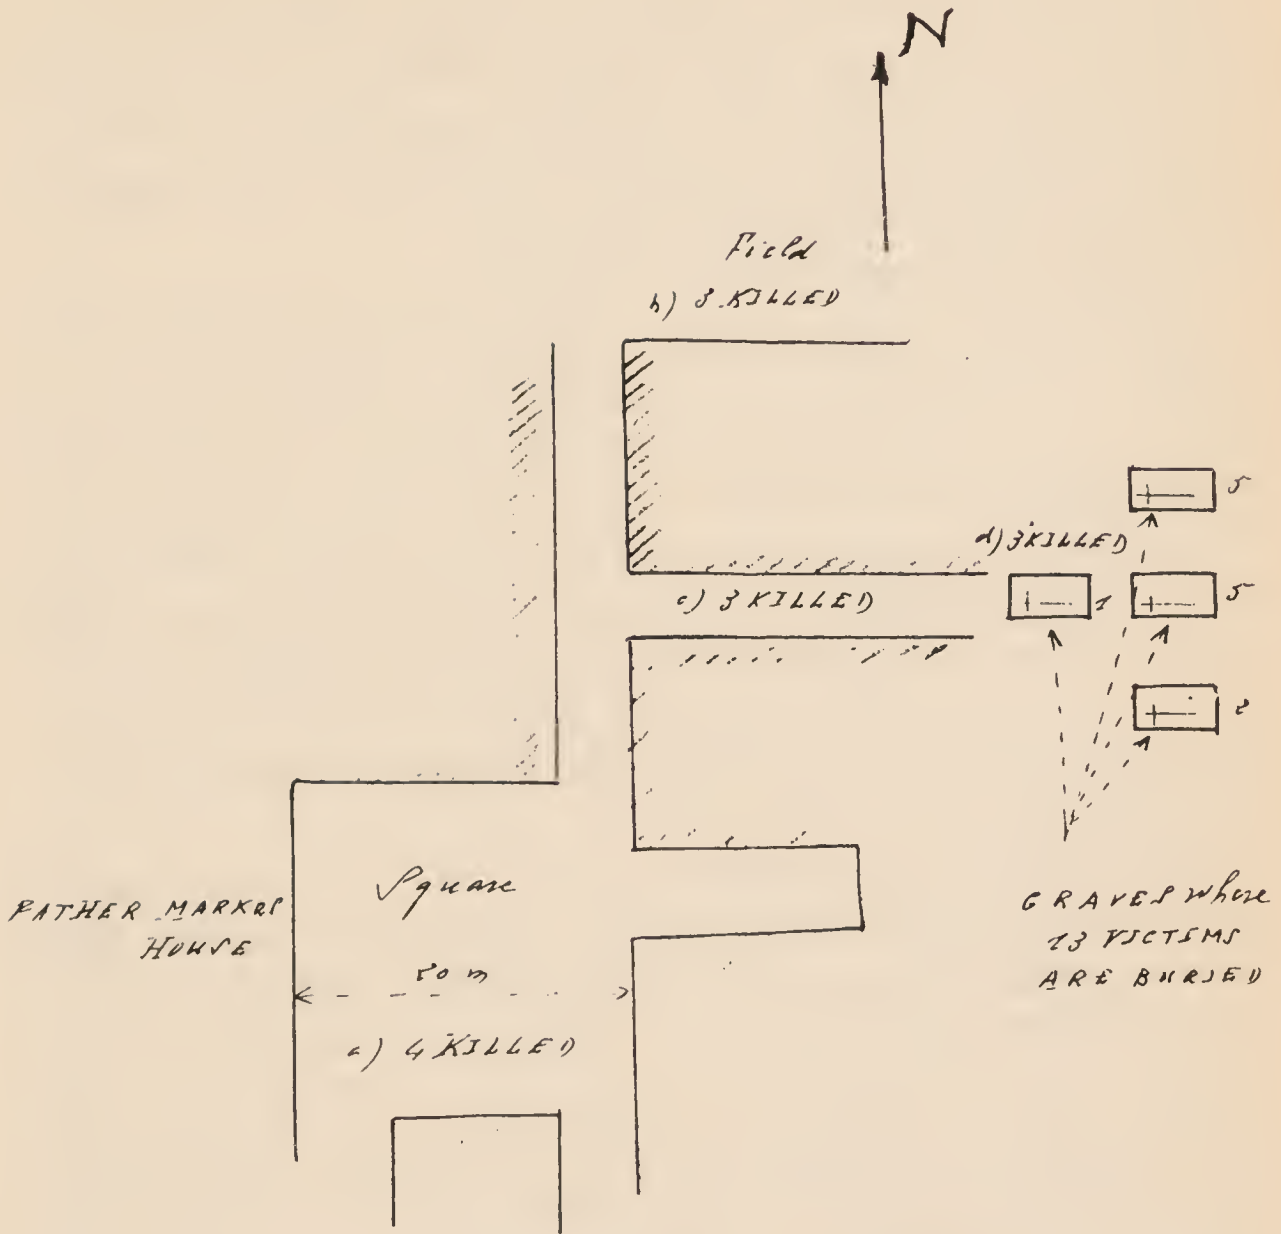 N
Field
b) 3 KILLED
5
d) 3 KILLED
c) 3 KILLED
1
5
2
Square
FATHER MARKOS
HOUSE
50 m
a) 4 KILLED
GRAVES where
13 VICTIMS
ARE BURIED